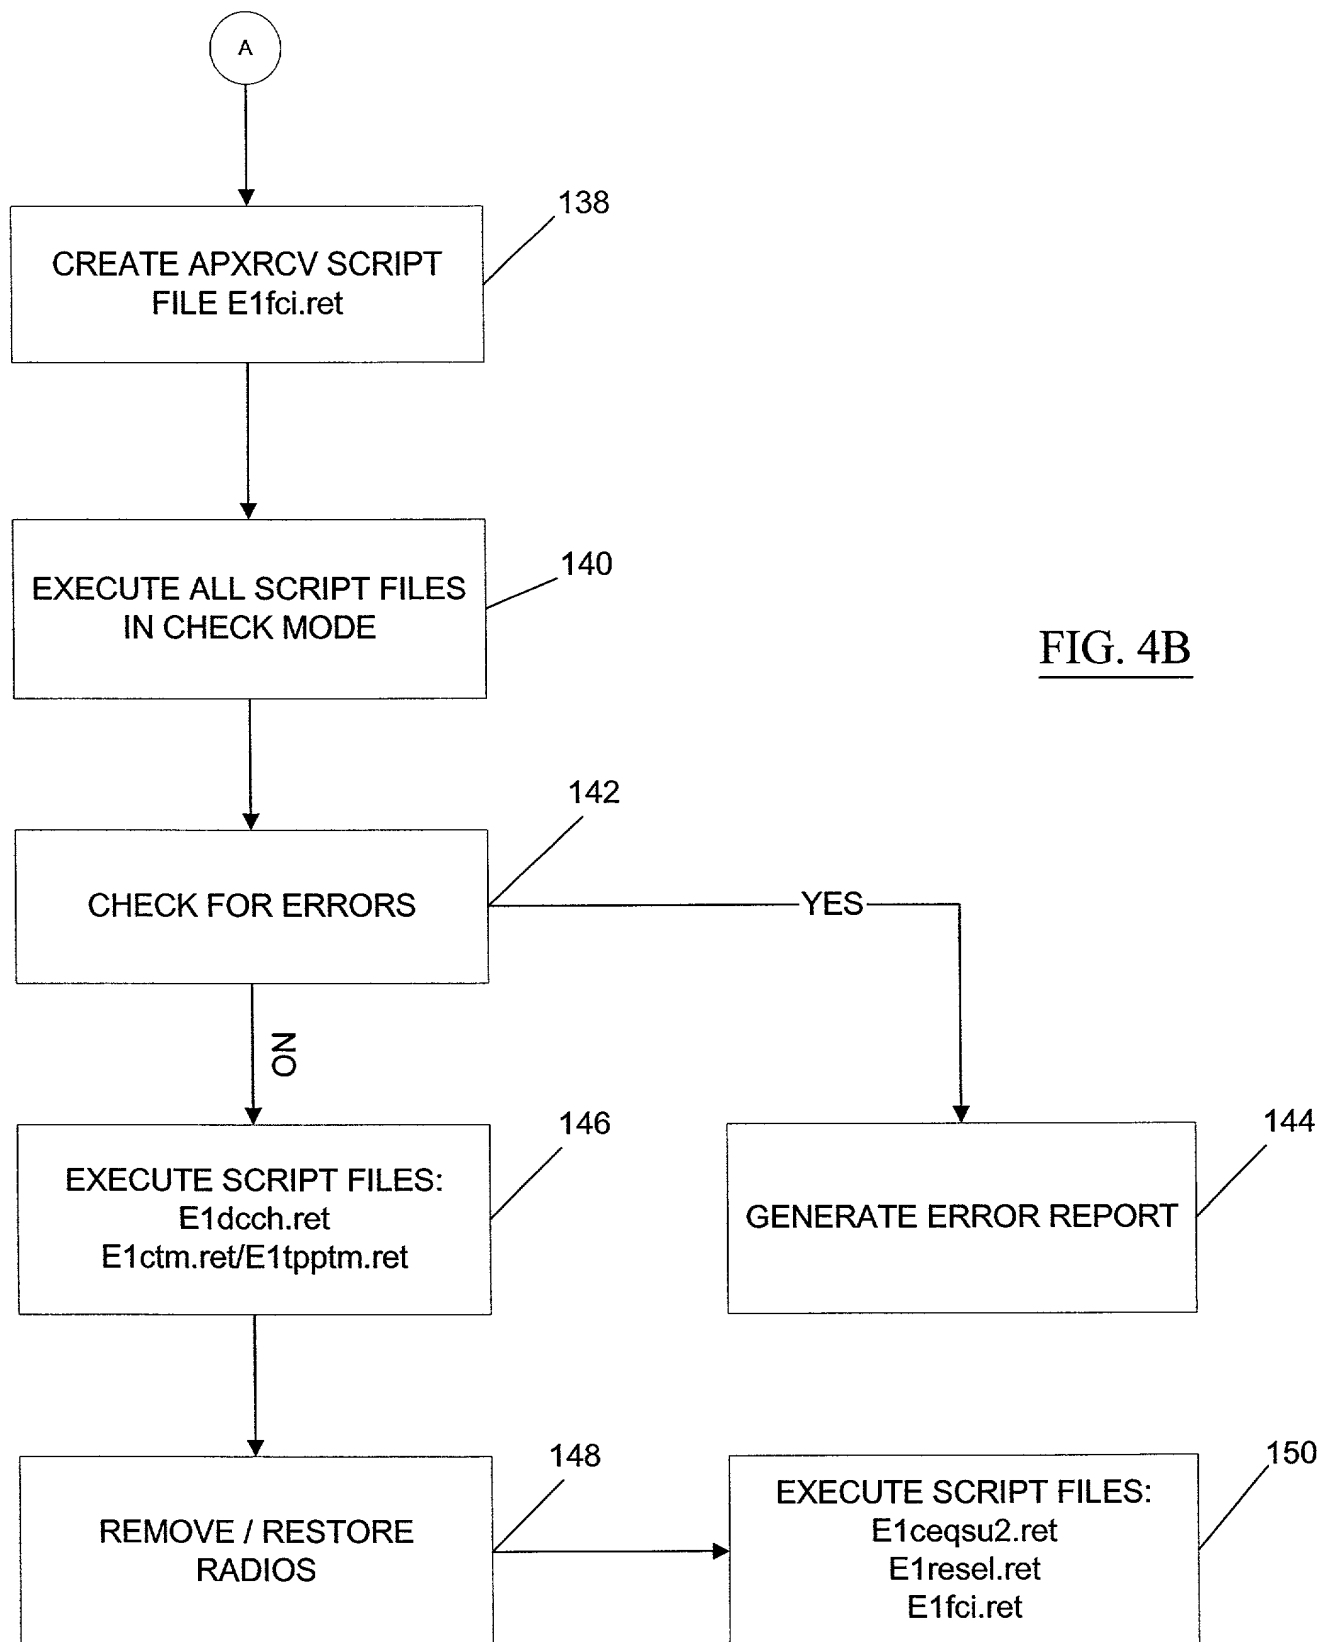 A
138
CREATE APXRCV SCRIPT
FILE E1fci.ret
140
EXECUTE ALL SCRIPT FILES
IN CHECK MODE
FIG. 4B
142
CHECK FOR ERRORS
YES
NO
146
EXECUTE SCRIPT FILES:
E1dcch.ret
E1ctm.ret/E1tpptm.ret
144
GENERATE ERROR REPORT
148
REMOVE / RESTORE
RADIOS
150
EXECUTE SCRIPT FILES:
E1ceqsu2.ret
E1resel.ret
E1fci.ret